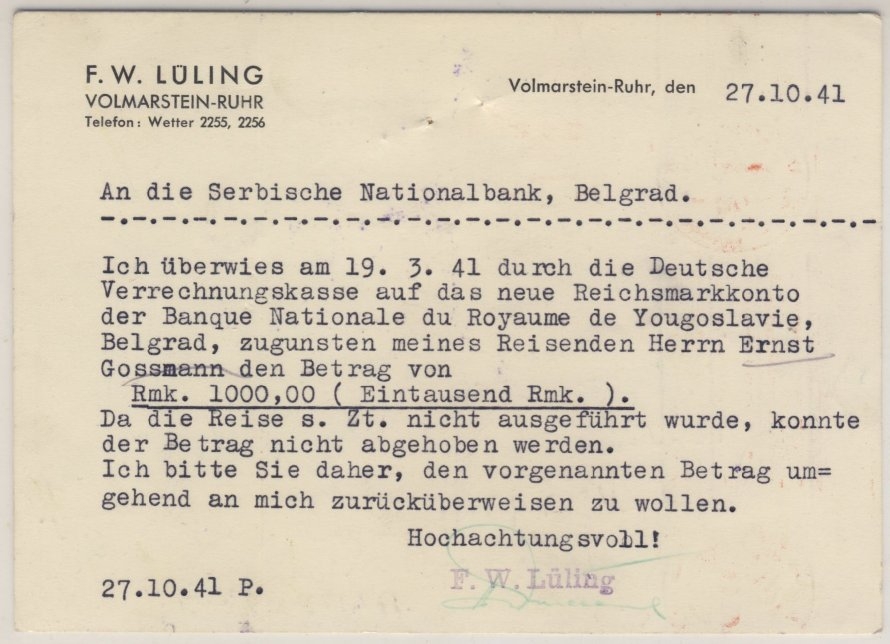 F. W. LÜLING
VOLMARSTEIN-RUHR
Telefon: Wetter 2255, 2256
Volmarstein-Ruhr, den 27.10.41
An die Serbische Nationalbank, Belgrad.
-.-.-.-.-.-.-.-.-.-.-.-.-.-.-.-.-.-.-.-.-.-.-.-.-.-
Ich überwies am 19. 3. 41 durch die Deutsche
Verrechnungskasse auf das neue Reichsmarkkonto
der Banque Nationale du Royaume de Yougoslavie,
Belgrad, zugunsten meines Reisenden Herrn Ernst
Gossmann den Betrag von
Rmk. 1000,00 ( Eintausend Rmk. ).
Da die Reise s. Zt. nicht ausgeführt wurde, konnte
der Betrag nicht abgehoben werden.
Ich bitte Sie daher, den vorgenannten Betrag um=
gehend an mich zurücküberweisen zu wollen.
Hochachtungsvoll!
F. W. Lüling
27.10.41 P.